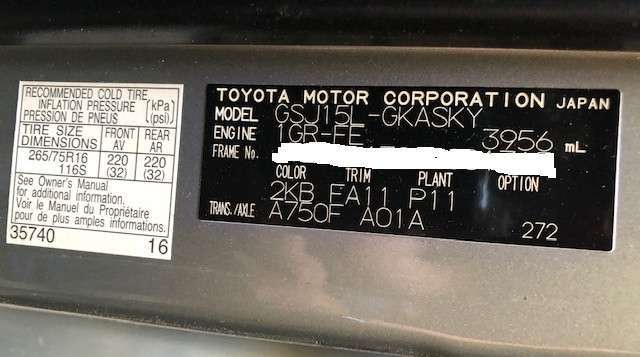 RECOMMENDED COLD TIRE
INFLATION PRESSURE (kPa)
PRESSION DE PNEUS (psi)
TIRE SIZE FRONT REAR
DIMENSIONS AV AR
265/75R16 220 220
116S (32) (32)
See Owner's Manual
for additional information.
Voir le Manuel du Propriétaire
pour de plus amples informations.
35740 16
TOYOTA MOTOR CORPORATION JAPAN
MODEL GSJ15L-GKASKY
ENGINE 1GR-FE 3956 mL
FRAME No.
COLOR TRIM PLANT OPTION
2KB FA11 P11
TRANS./AXLE A750F A01A
272